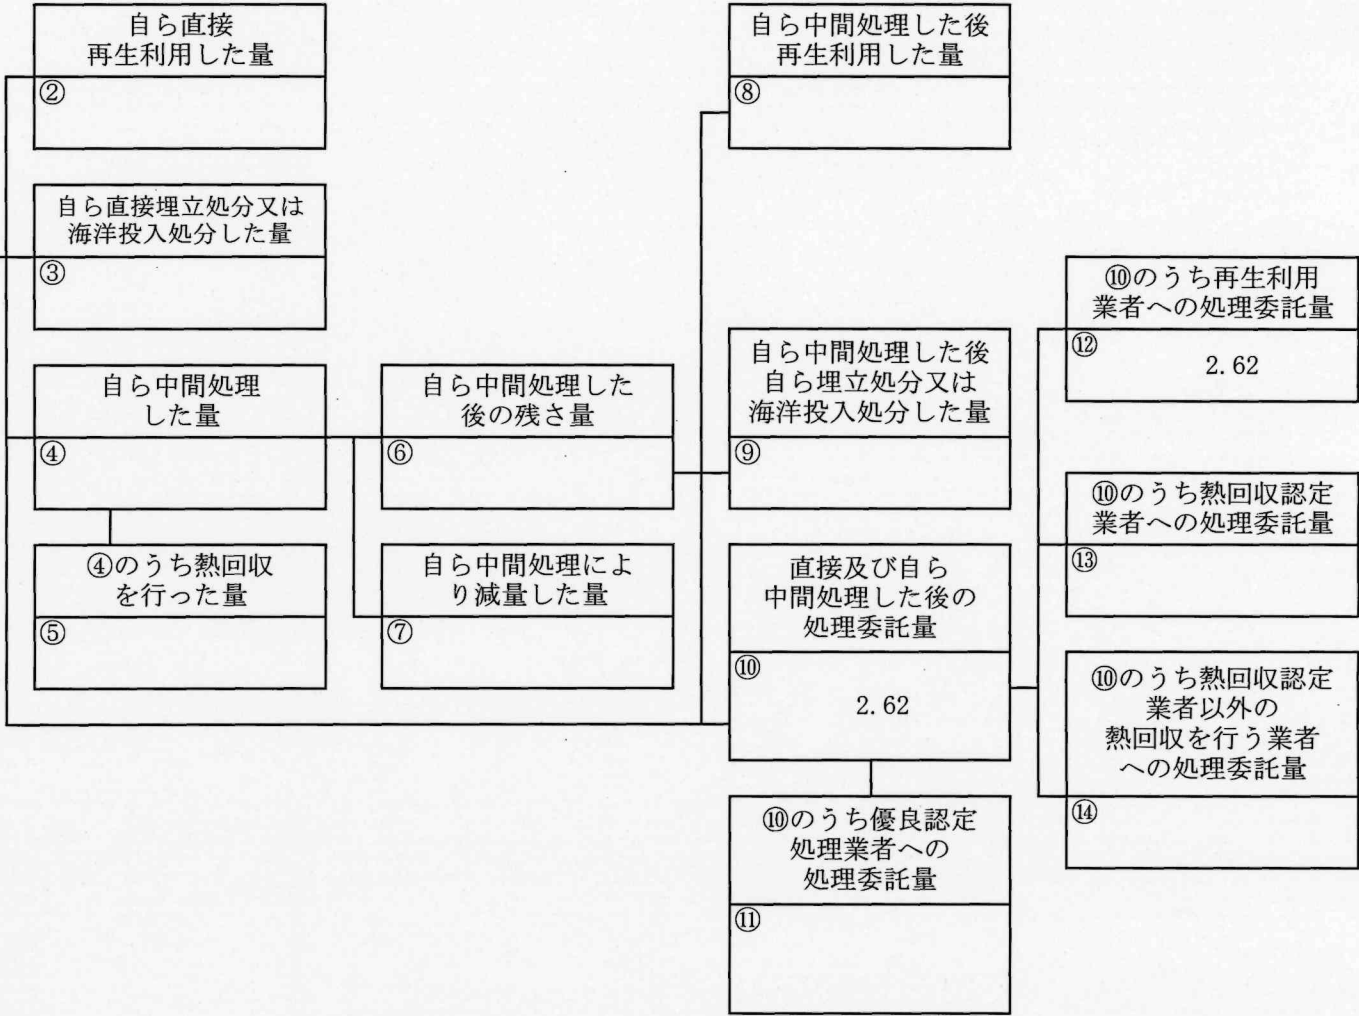 自ら直接
再生利用した量
②
自ら直接埋立処分又は
海洋投入処分した量
③
自ら中間処理
した量
④
④のうち熱回収
を行った量
⑤
自ら中間処理した
後の残さ量
⑥
自ら中間処理によ
り減量した量
⑦
自ら中間処理した後
再生利用した量
⑧
自ら中間処理した後
自ら埋立処分又は
海洋投入処分した量
⑨
直接及び自ら
中間処理した後の
処理委託量
⑩
2.62
⑩のうち優良認定
処理業者への
処理委託量
⑪
⑩のうち再生利用
業者への処理委託量
⑫
2.62
⑩のうち熱回収認定
業者への処理委託量
⑬
⑩のうち熱回収認定
業者以外の
熱回収を行う業者
への処理委託量
⑭